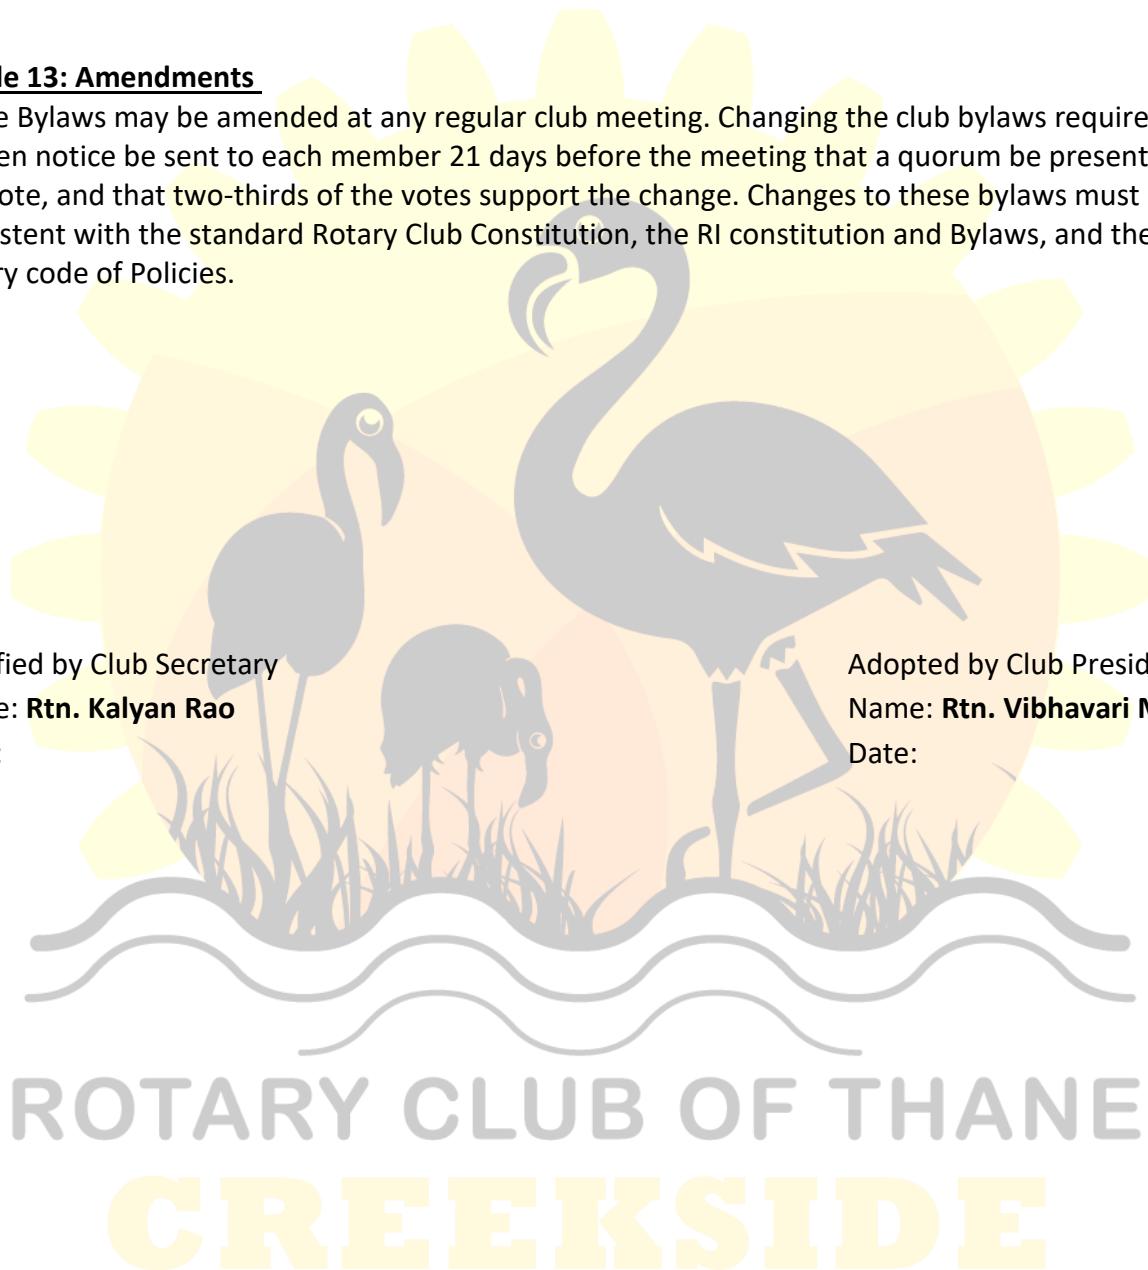 le 13: Amendments
e Bylaws may be amended at any regular club meeting. Changing the club bylaws require
en notice be sent to each member 21 days before the meeting that a quorum be present
ote, and that two-thirds of the votes support the change. Changes to these bylaws must
istent with the standard Rotary Club Constitution, the RI constitution and Bylaws, and the
ry code of Policies.
fied by Club Secretary
e: Rtn. Kalyan Rao
:
Adopted by Club Presid
Name: Rtn. Vibhavari
Date:
ROTARY CLUB OF THANE
CREEKSIDE